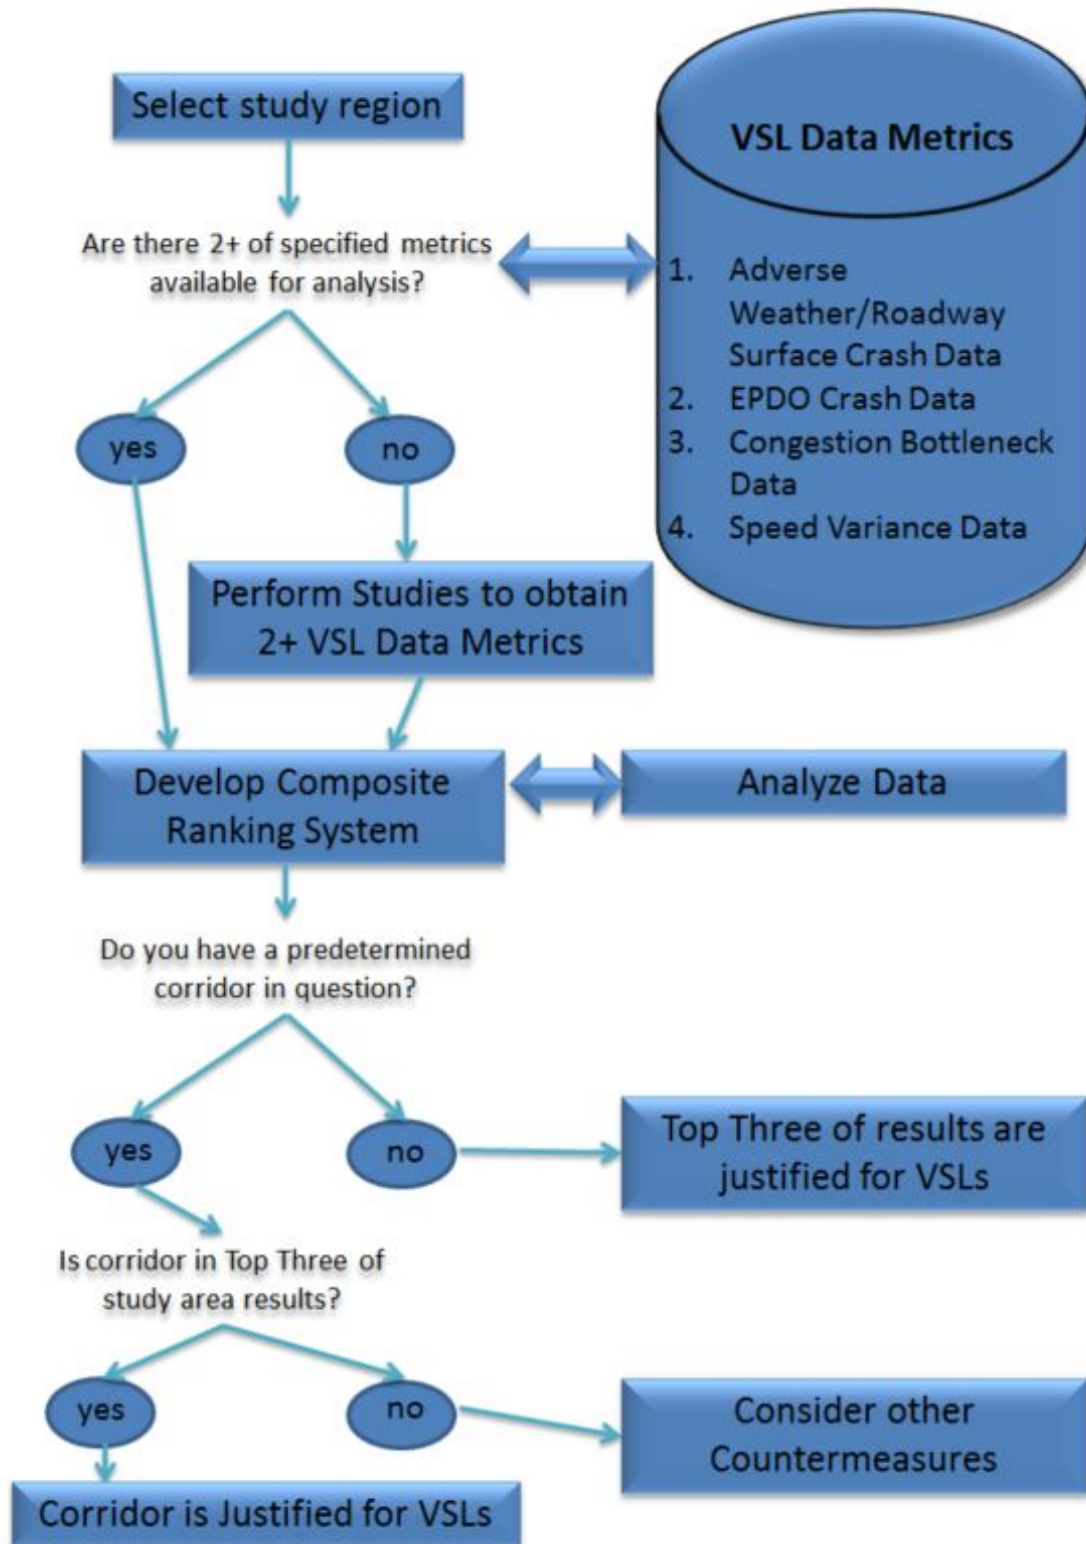 Select study region
VSL Data Metrics
Are there 2+ of specified metrics
available for analysis?
1. Adverse
Weather/Roadway
Surface Crash Data
2. EPDO Crash Data
3. Congestion Bottleneck
Data
4. Speed Variance Data
yes
no
Perform Studies to obtain
2+ VSL Data Metrics
Develop Composite
Ranking System
Analyze Data
Do you have a predetermined
corridor in question?
yes
no
Top Three of results are
justified for VSLs
Is corridor in Top Three of
study area results?
yes
no
Consider other
Countermeasures
Corridor is Justified for VSLs